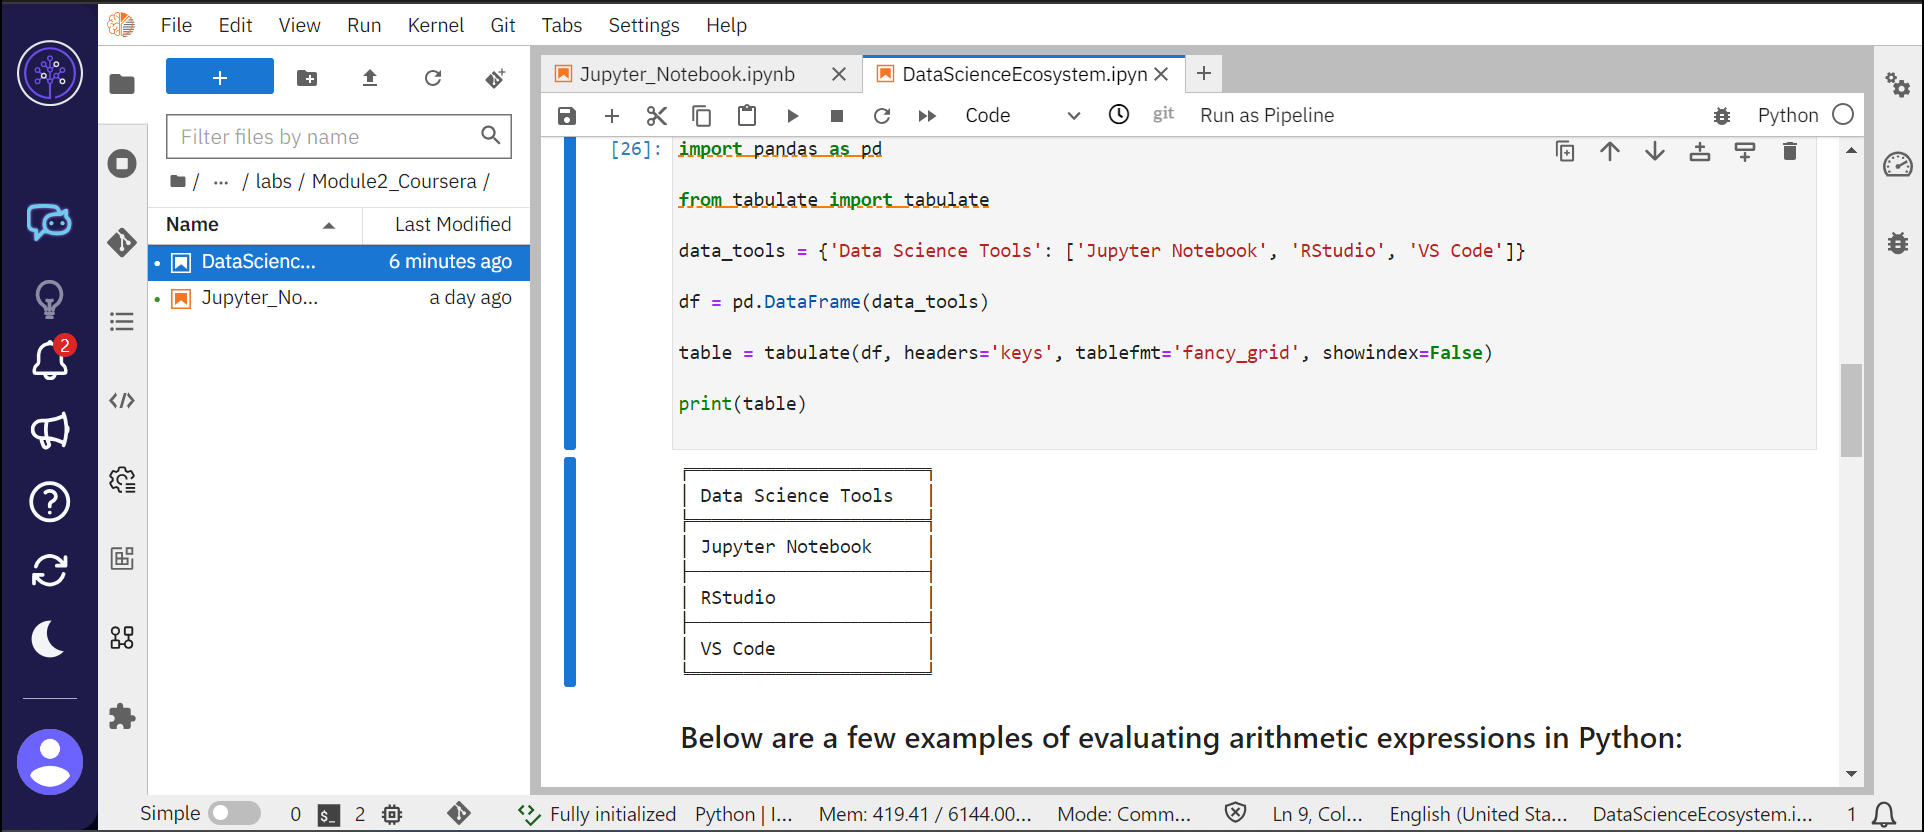 File Edit View Run Kernel Git Tabs Settings Help
Jupyter_Notebook.ipynb
DataScienceEcosystem.ipyn
Filter files by name
Code
git
Run as Pipeline
Python
/ ... / labs / Module2_Coursera /
Name
Last Modified
DataScienc...
6 minutes ago
Jupyter_No...
a day ago
2
[26]:
import pandas as pd
from tabulate import tabulate
data_tools = {'Data Science Tools': ['Jupyter Notebook', 'RStudio', 'VS Code']}
df = pd.DataFrame(data_tools)
table = tabulate(df, headers='keys', tablefmt='fancy_grid', showindex=False)
print(table)
Data Science Tools
Jupyter Notebook
RStudio
VS Code
Below are a few examples of evaluating arithmetic expressions in Python:
Simple
0
$_
2
Fully initialized
Python | I...
Mem: 419.41 / 6144.00...
Mode: Comm...
Ln 9, Col...
English (United Sta...
DataScienceEcosystem.i...
1